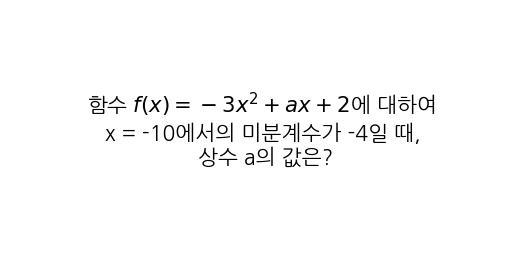 함수 f(x) = −3x² + ax + 2에 대하여
x = -10에서의 미분계수가 -4일 때,
상수 a의 값은?